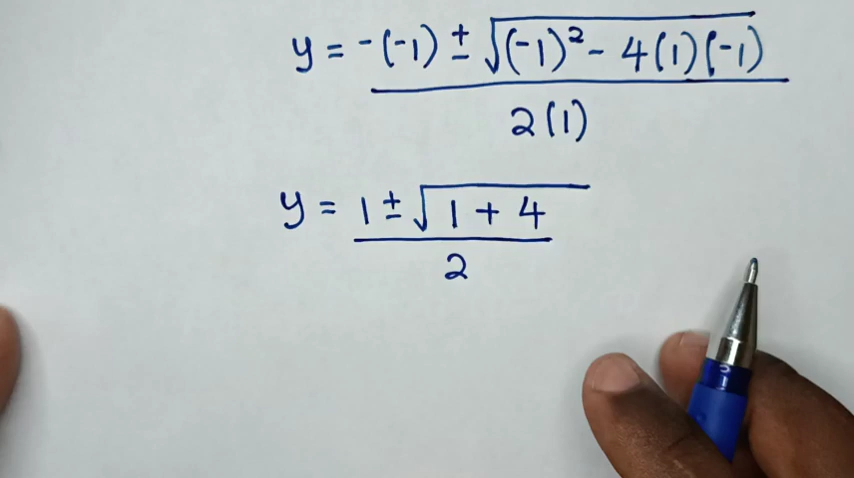 y = -(-1) ± √(-1)² - 4(1)(-1)
2(1)
y = 1 ± √1 + 4
2